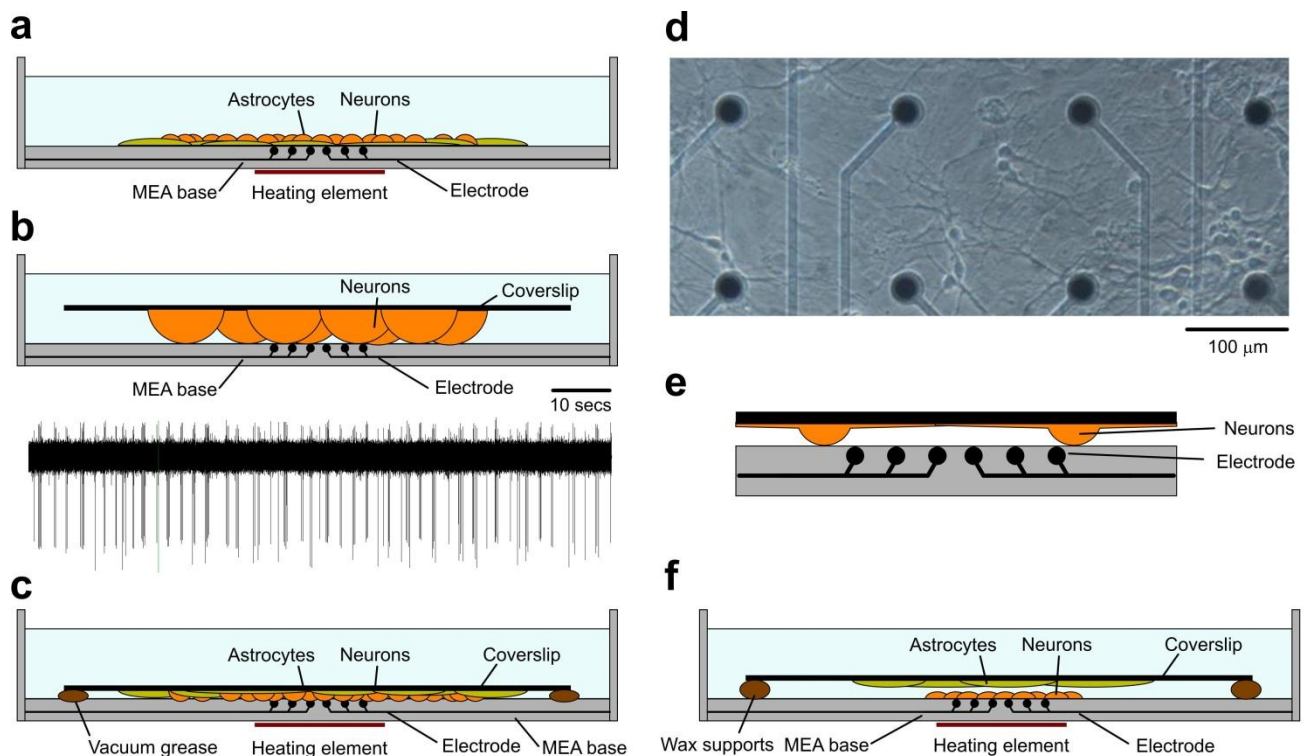 a
Astrocytes
Neurons
MEA base
Heating element
Electrode
b
Neurons
Coverslip
MEA base
Electrode
10 secs
c
Astrocytes
Neurons
Coverslip
Vacuum grease
Heating element
Electrode
MEA base
d
100 μm
e
Neurons
Electrode
f
Astrocytes
Neurons
Coverslip
Wax supports
MEA base
Heating element
Electrode